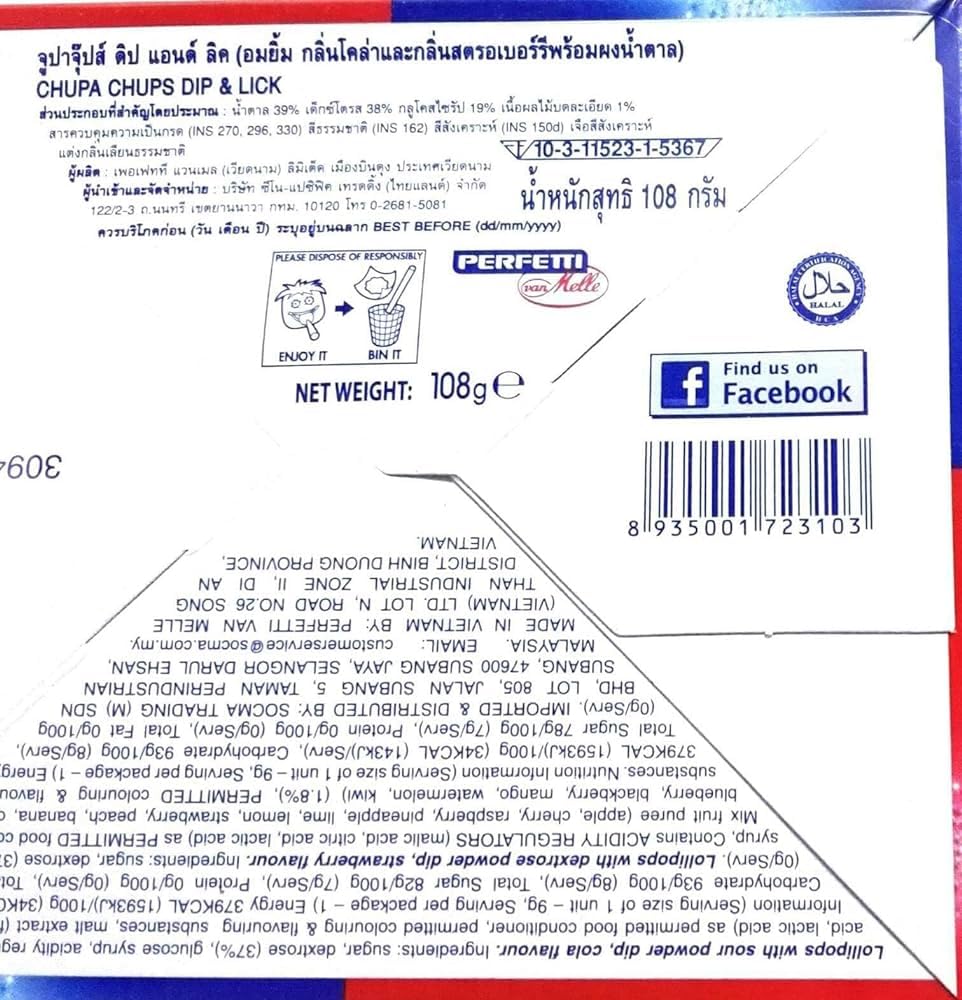 จูปาจุ๊ปส์ ดิป แอนด์ ลิค (อมยิ้ม กลิ่นโคล่าและกลิ่นสตรอเบอร์รีพร้อมผงน้ำตาล)
CHUPA CHUPS DIP & LICK
ส่วนประกอบที่สำคัญโดยประมาณ : น้ำตาล 39% เด็กซ์โตรส 38% กลูโคสไซรัป 19% เนื้อผลไม้บดละเอียด 1%
สารควบคุมความเป็นกรด (INS 270, 296, 330) สีธรรมชาติ (INS 162) สีสังเคราะห์ (INS 150d) เจือสีสังเคราะห์
แต่งกลิ่นเลียนธรรมชาติ
10-3-11523-1-5367
ผู้ผลิต : เพอเฟทที แวนเมเล (เวียดนาม) ลิมิเต็ด เมืองบินดุง ประเทศเวียดนาม
ผู้นำเข้าและจัดจำหน่าย : บริษัท ซีโน-แปซิฟิค เทรดดิ้ง (ไทยแลนด์) จำกัด
122/2-3 ถ.นนทรี เขตยานนาวา กทม. 10120 โทร 0-2681-5081
น้ำหนักสุทธิ 108 กรัม
ควรบริโภคก่อน (วัน เดือน ปี) ระบุอยู่บนฉลาก BEST BEFORE (dd/mm/yyyy)
PLEASE DISPOSE OF RESPONSIBLY
ENJOY IT BIN IT
PERFETTI
van Melle
HALAL CERTIFICATION AGENCY
حلال
HALAL
HCA
NET WEIGHT: 108g e
Find us on
Facebook
8 935001 723103
3094
Lollipops with sour powder dip, cola flavour. Ingredients: sugar, dextrose (37%), glucose syrup, acidity
acid, lactic acid) as permitted food conditioner, permitted colouring & flavouring substances, malt extract
Information (Serving size of 1 unit – 9g, Serving per package – 1) Energy 379KCAL (1593kJ)/100g
Carbohydrate 93g/100g (8g/Serv), Total Sugar 82g/100g (7g/Serv), Protein 0g/100g (0g/Serv),
(0g/Serv). Lollipops with dextrose powder dip, strawberry flavour. Ingredients: sugar, dextrose
syrup, Contains ACIDITY REGULATORS (malic acid, citric acid, lactic acid) as PERMITTED food
Mix fruit puree (apple, cherry, raspberry, pineapple, lime, lemon, strawberry, peach, banana,
blueberry, blackberry, mango, watermelon, kiwi) (1.8%), PERMITTED colouring &
substances. Nutrition Information (Serving size of 1 unit – 9g, Serving per package – 1)
379KCAL (1593kJ)/100g (34KCAL (143kJ)/Serv), Carbohydrate 93g/100g (8g/Serv),
Total Sugar 78g/100g (7g/Serv), Protein 0g/100g (0g/Serv), Total Fat 0g/100g
(0g/Serv). IMPORTED & DISTRIBUTED BY: SOCMA TRADING (M) SDN
BHD, LOT 805, JALAN SUBANG 5, TAMAN PERINDUSTRIAN
SUBANG, 47600 SUBANG JAYA, SELANGOR DARUL EHSAN,
MALAYSIA. EMAIL: customerservice@socma.com.my.
MADE IN VIETNAM BY: PERFETTI VAN MELLE
(VIETNAM) LTD. LOT N, ROAD NO.26 SONG
THAN INDUSTRIAL ZONE II, DI AN
DISTRICT, BINH DUONG PROVINCE,
VIETNAM.